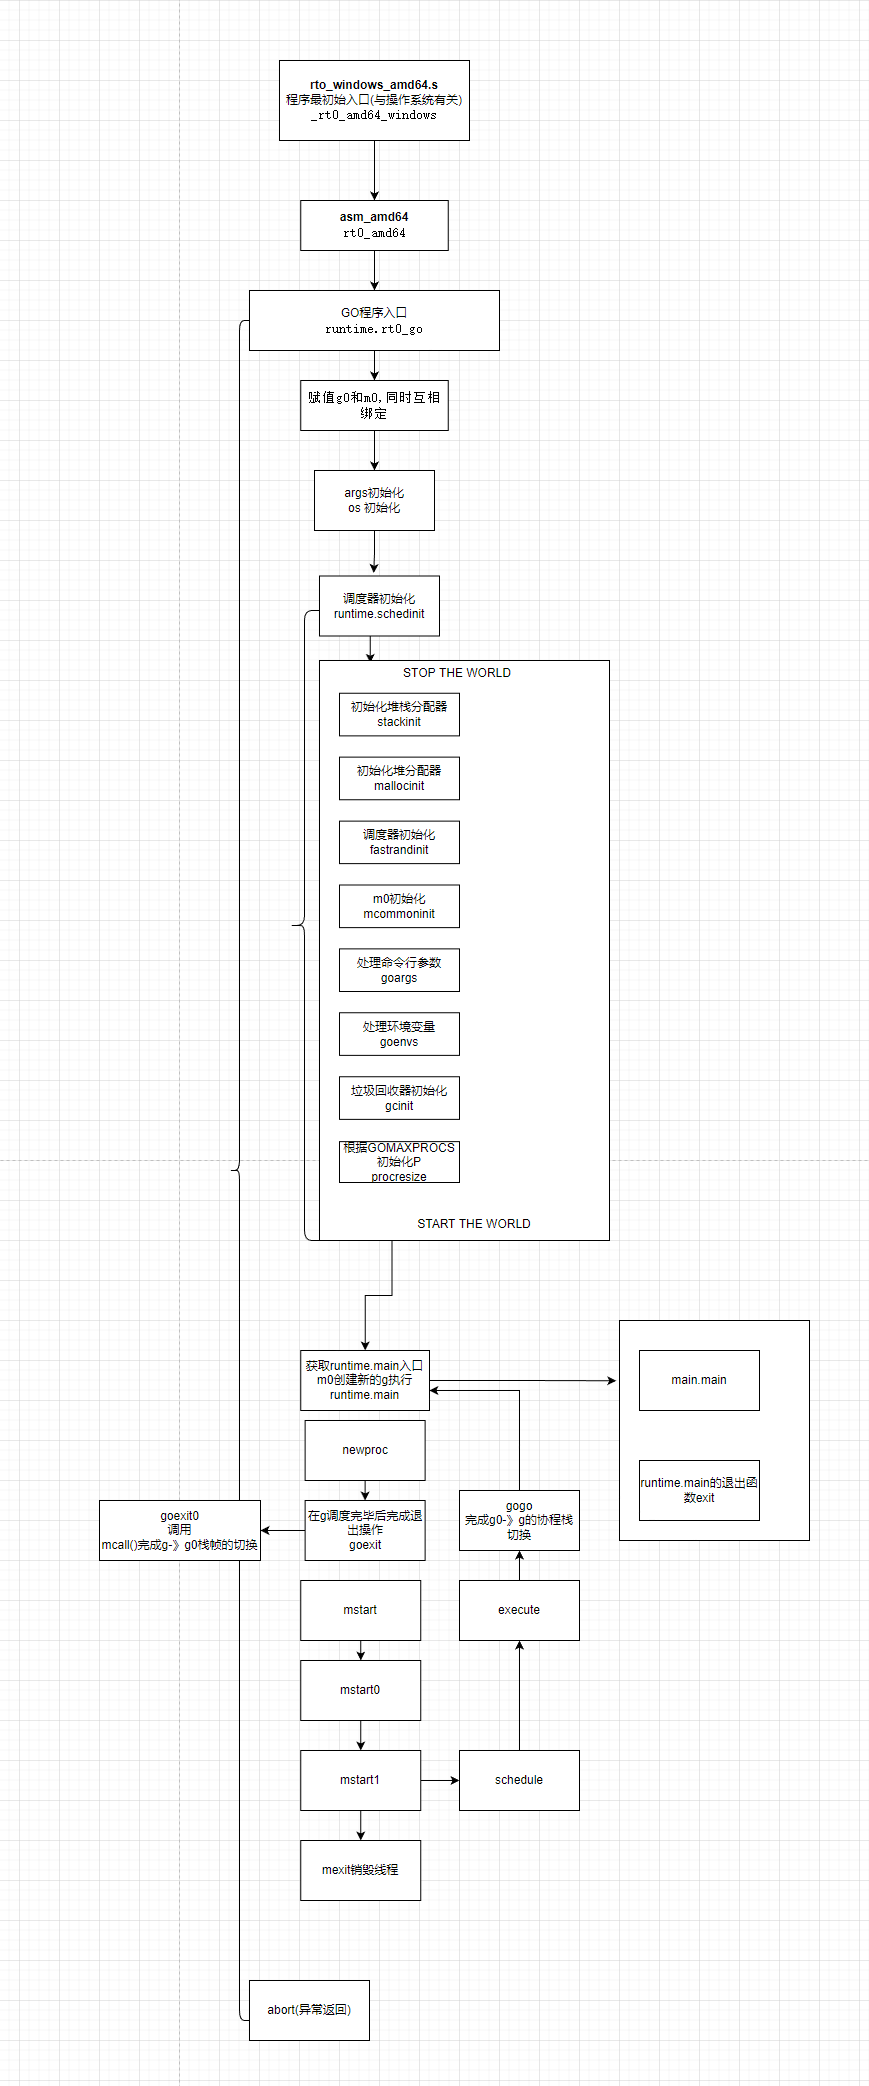 rto_windows_amd64.s
程序最初始入口(与操作系统有关)
_rt0_amd64_windows
asm_amd64
rt0_amd64
GO程序入口
runtime.rt0_go
赋值g0和m0,同时互相
绑定
args初始化
os 初始化
调度器初始化
runtime.schedinit
STOP THE WORLD
初始化堆栈分配器
stackinit
初始化堆分配器
mallocinit
调度器初始化
fastrandinit
m0初始化
mcommoninit
处理命令行参数
goargs
处理环境变量
goenvs
垃圾回收器初始化
gcinit
根据GOMAXPROCS
初始化P
procresize
START THE WORLD
获取runtime.main入口
m0创建新的g执行
runtime.main
main.main
newproc
runtime.main的退出函
数exit
goexit0
调用
mcall()完成g-》g0栈帧的切换
在g调度完毕后完成退
出操作
goexit
gogo
完成g0-》g的协程栈
切换
mstart
execute
mstart0
mstart1
schedule
mexit销毁线程
abort(异常返回)